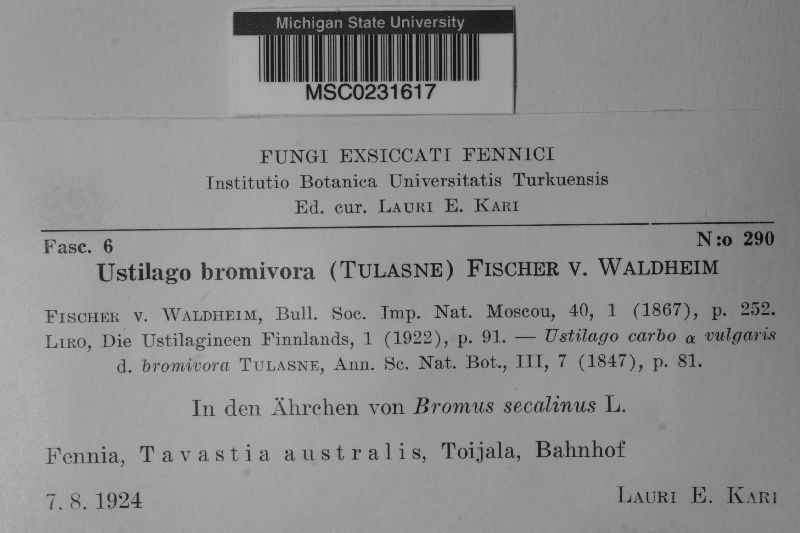 Michigan State University
MSC0231617
FUNGI EXSICCATI FENNICI
Institutio Botanica Universitatis Turkuensis
Ed. cur. LAURI E. KARI
Fasc. 6 N:o 290
Ustilago bromivora (TULASNE) FISCHER V. WALDHEIM
FISCHER V. WALDHEIM, Bull. Soc. Imp. Nat. Moscou, 40, 1 (1867), p. 252.
LIRO, Die Ustilagineen Finnlands, 1 (1922), p. 91. — Ustilago carbo α vulgaris
d. bromivora TULASNE, Ann. Sc. Nat. Bot., III, 7 (1847), p. 81.
In den Ährchen von Bromus secalinus L.
Fennia, Tavastia australis, Toijala, Bahnhof
7. 8. 1924 LAURI E. KARI